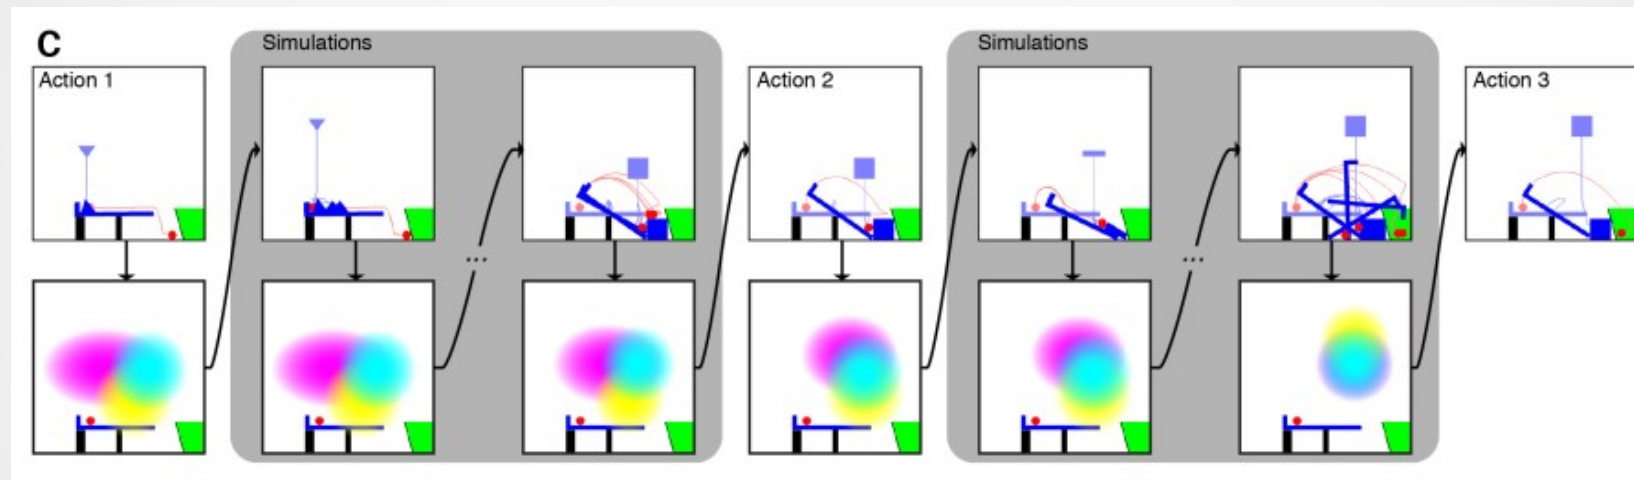 C
Simulations
Simulations
Action 1
Action 2
Action 3
...
...